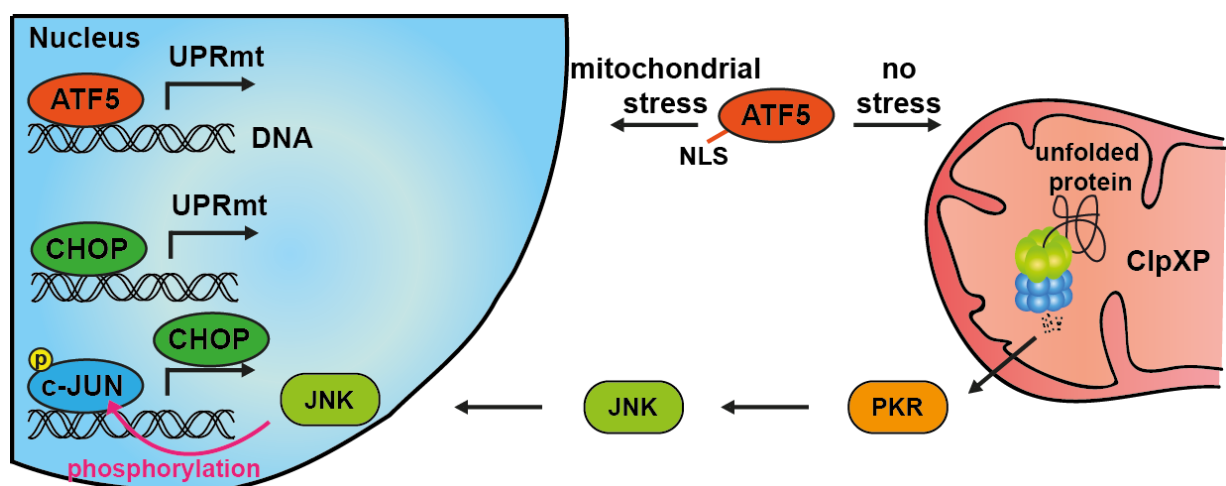 Nucleus
UPRmt
ATF5
DNA
UPRmt
CHOP
CHOP
p
c-JUN
JNK
phosphorylation
mitochondrial
stress
no
stress
ATF5
NLS
unfolded
protein
ClpXP
JNK
PKR